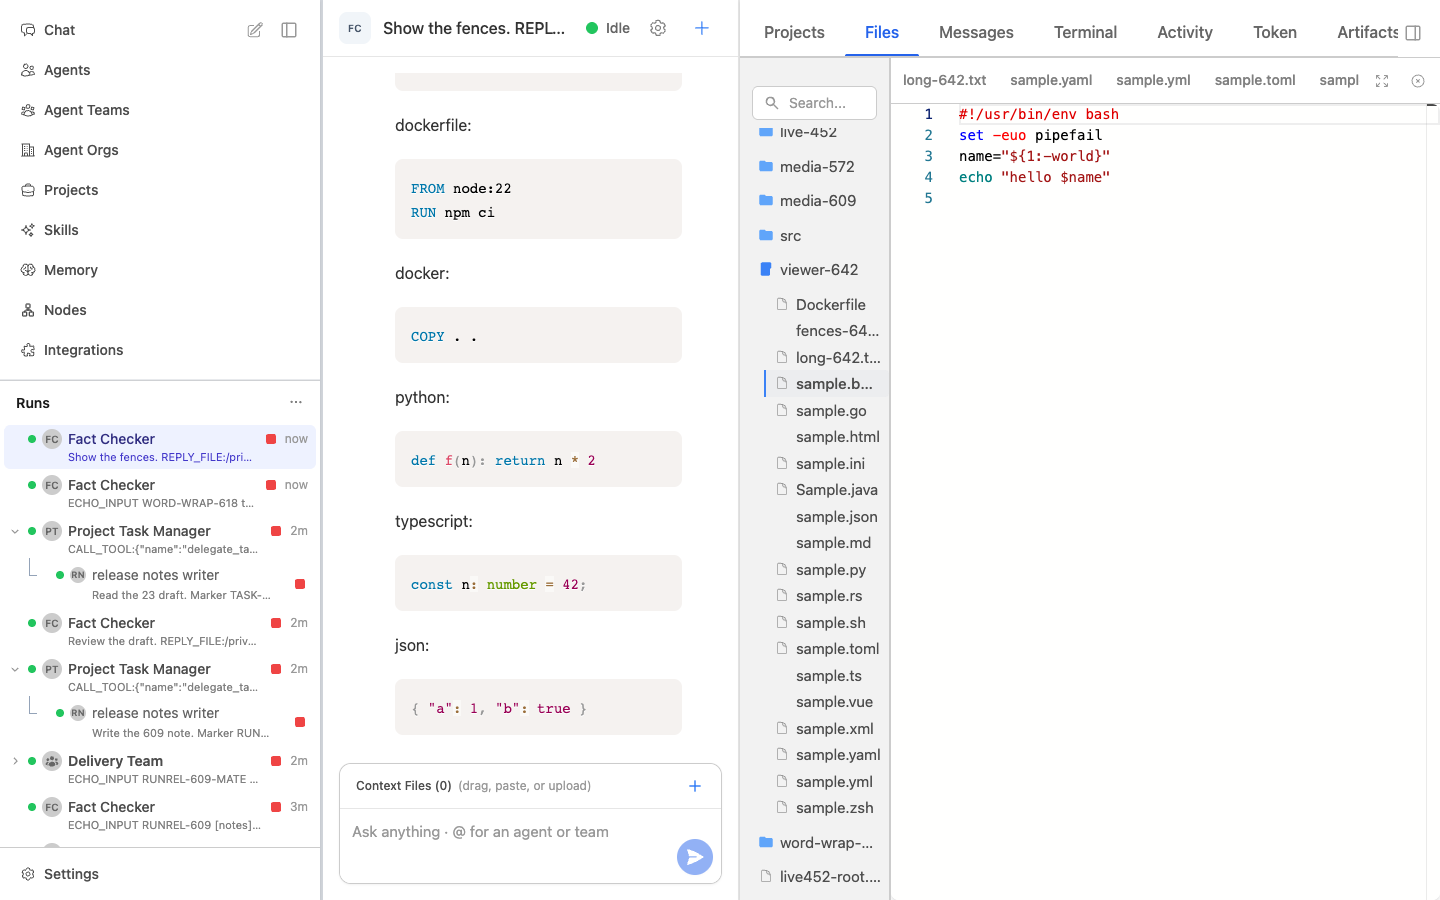 Chat
Agents
Agent Teams
Agent Orgs
Projects
Skills
Memory
Nodes
Integrations
Runs
FC Fact Checker now
Show the fences. REPLY_FILE:/pri...
FC Fact Checker now
ECHO_INPUT WORD-WRAP-618 t...
PT Project Task Manager 2m
CALL_TOOL:{"name":"delegate_ta...
RN release notes writer
Read the 23 draft. Marker TASK-...
FC Fact Checker 2m
Review the draft. REPLY_FILE:/priv...
PT Project Task Manager 2m
CALL_TOOL:{"name":"delegate_ta...
RN release notes writer
Write the 609 note. Marker RUN...
Delivery Team 2m
ECHO_INPUT RUNREL-609-MATE ...
FC Fact Checker 3m
ECHO_INPUT RUNREL-609 [notes]...
Settings
FC Show the fences. REPL... Idle
dockerfile:
FROM node:22
RUN npm ci
docker:
COPY . .
python:
def f(n): return n * 2
typescript:
const n: number = 42;
json:
{ "a": 1, "b": true }
Context Files (0) (drag, paste, or upload)
Ask anything · @ for an agent or team
Projects Files Messages Terminal Activity Token Artifacts
Search...
live-452
media-572
media-609
src
viewer-642
Dockerfile
fences-64...
long-642.t...
sample.b...
sample.go
sample.html
sample.ini
Sample.java
sample.json
sample.md
sample.py
sample.rs
sample.sh
sample.toml
sample.ts
sample.vue
sample.xml
sample.yaml
sample.yml
sample.zsh
word-wrap-...
live452-root....
long-642.txt sample.yaml sample.yml sample.toml sampl
1 #!/usr/bin/env bash
2 set -euo pipefail
3 name="${1:-world}"
4 echo "hello $name"
5